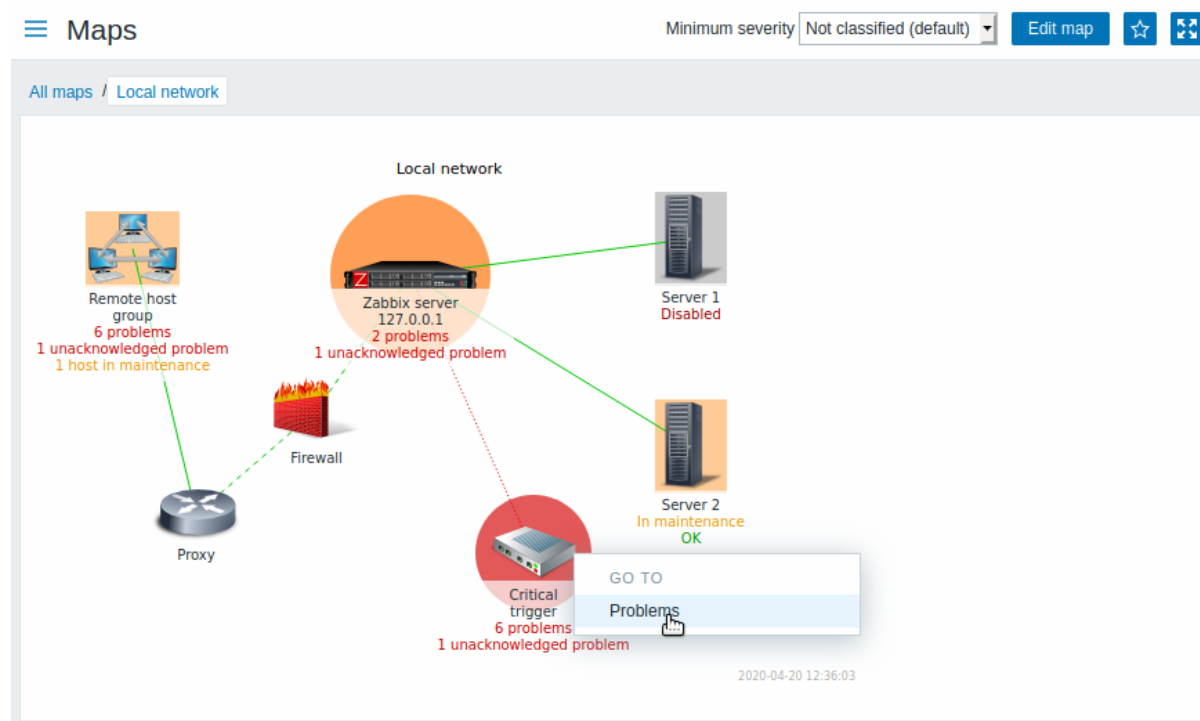 Maps
Minimum severity Not classified (default)
Edit map
All maps / Local network
Local network
Remote host
group
6 problems
1 unacknowledged problem
1 host in maintenance
Z
Zabbix server
127.0.0.1
2 problems
1 unacknowledged problem
Server 1
Disabled
Firewall
Proxy
Server 2
In maintenance
OK
Critical
trigger
6 problems
1 unacknowledged problem
GO TO
Problems
2020-04-20 12:36:03